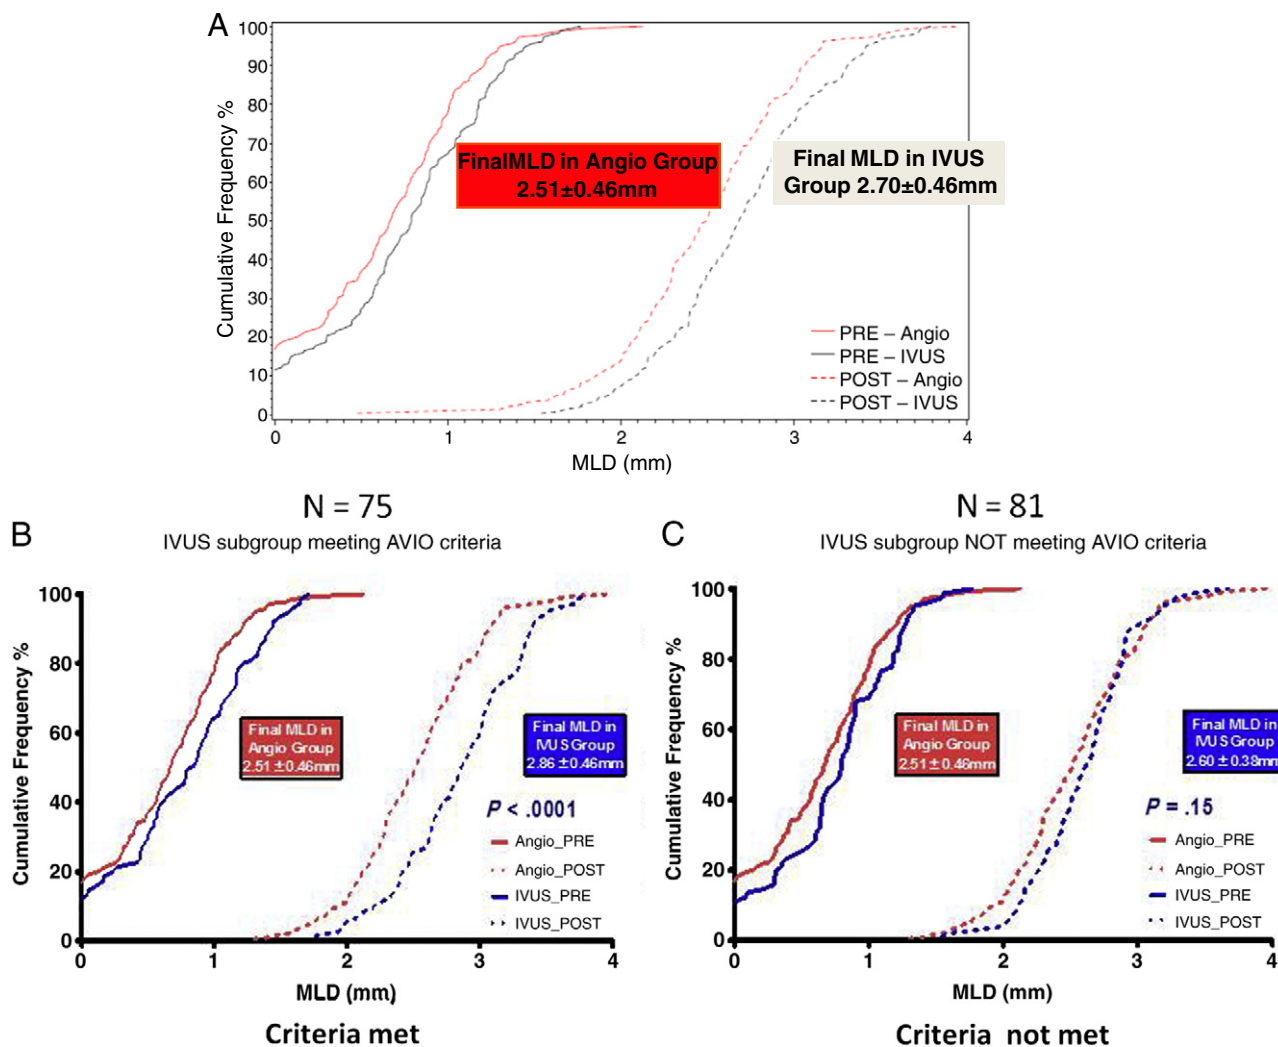 A
Cumulative Frequency %
100
90
80
70
60
50
40
30
20
10
0
FinalMLD in Angio Group
2.51±0.46mm
Final MLD in IVUS
Group 2.70±0.46mm
PRE – Angio
PRE – IVUS
POST – Angio
POST – IVUS
0 1 2 3 4
MLD (mm)
N = 75
B
IVUS subgroup meeting AVIO criteria
Cumulative Frequency %
100
80
60
40
20
0
Final MLD in
Angio Group
2.51 ±0.46mm
Final MLD in
IVUS Group
2.86 ±0.46mm
P < .0001
Angio_PRE
Angio_POST
IVUS_PRE
IVUS_POST
0 1 2 3 4
MLD (mm)
Criteria met
N = 81
C
IVUS subgroup NOT meeting AVIO criteria
Cumulative Frequency %
100
80
60
40
20
0
Final MLD in
Angio Group
2.51 ± 0.46mm
Final MLD in
IVUS Group
2.60 ±0.38mm
P = .15
Angio_PRE
Angio_POST
IVUS_PRE
IVUS_POST
0 1 2 3 4
MLD (mm)
Criteria not met